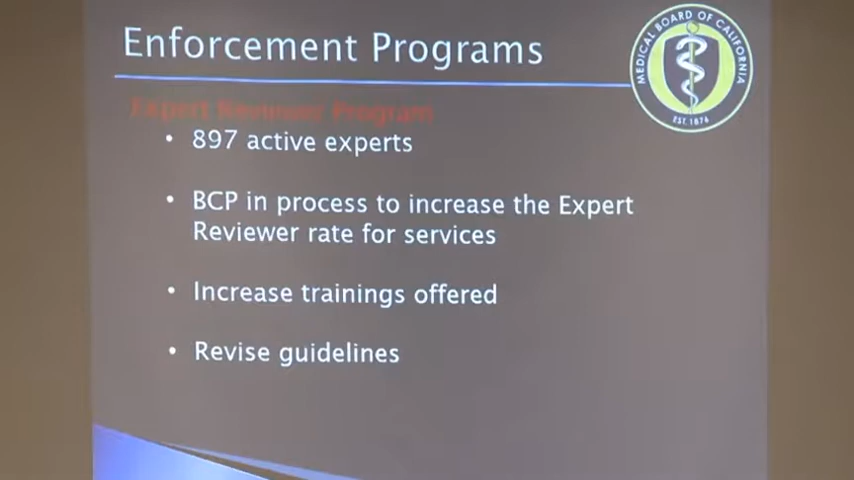 Enforcement Programs
MEDICAL BOARD OF CALIFORNIA
EST. 1874
Expert Reviewer Program
• 897 active experts
• BCP in process to increase the Expert
Reviewer rate for services
• Increase trainings offered
• Revise guidelines